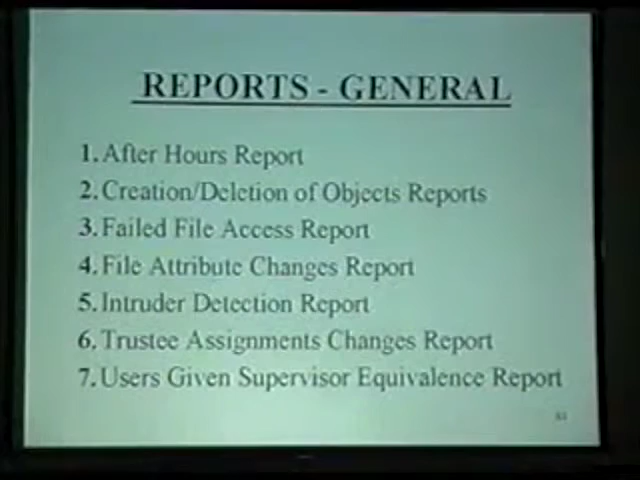 REPORTS - GENERAL
1. After Hours Report
2. Creation/Deletion of Objects Reports
3. Failed File Access Report
4. File Attribute Changes Report
5. Intruder Detection Report
6. Trustee Assignments Changes Report
7. Users Given Supervisor Equivalence Report